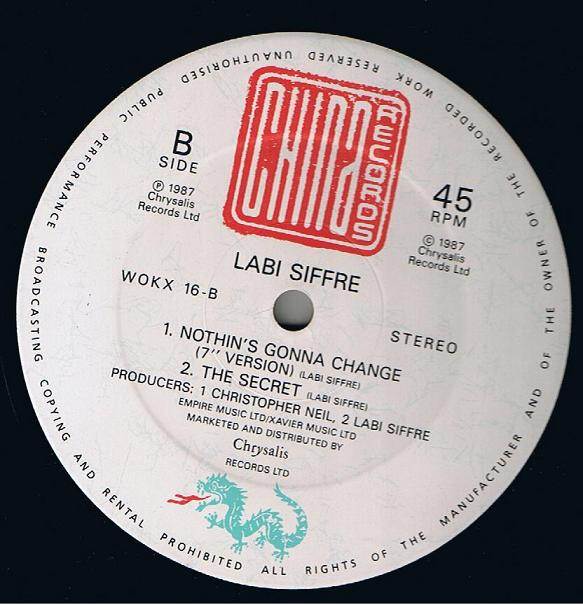 CHINA RECORDS
B
SIDE
℗ 1987
Chrysalis
Records Ltd
45
RPM
© 1987
Chrysalis
Records Ltd
LABI SIFFRE
WOKX 16-B
STEREO
1. NOTHIN'S GONNA CHANGE
(7" VERSION) (LABI SIFFRE)
2. THE SECRET (LABI SIFFRE)
PRODUCERS: 1 CHRISTOPHER NEIL, 2 LABI SIFFRE
EMPIRE MUSIC LTD/XAVIER MUSIC LTD
MARKETED AND DISTRIBUTED BY
Chrysalis
RECORDS LTD
ALL RIGHTS OF THE MANUFACTURER AND OF THE OWNER OF THE RECORDED WORK RESERVED UNAUTHORISED PUBLIC PERFORMANCE BROADCASTING COPYING AND RENTAL PROHIBITED